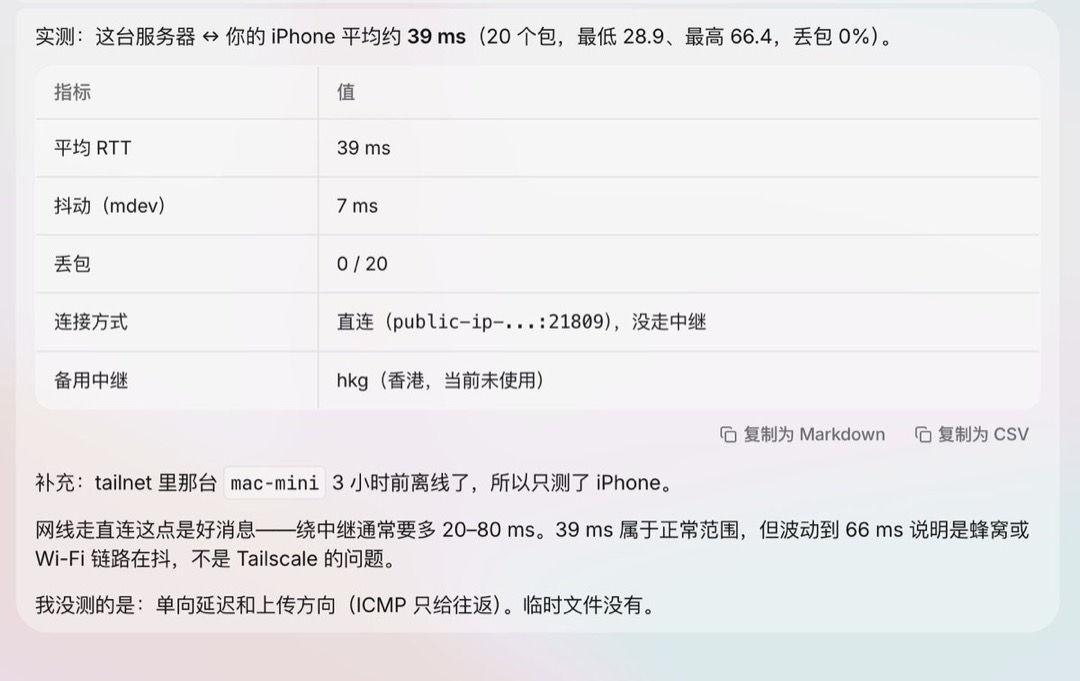 实测：这台服务器 ↔ 你的 iPhone 平均约 39 ms（20 个包，最低 28.9、最高 66.4，丢包 0%）。
指标 值
平均 RTT 39 ms
抖动（mdev） 7 ms
丢包 0 / 20
连接方式 直连（public-ip-...:21809），没走中继
备用中继 hkg（香港，当前未使用）
复制为 Markdown 复制为 CSV
补充：tailnet 里那台 mac-mini 3 小时前离线了，所以只测了 iPhone。
网线走直连这点是好消息——绕中继通常要多 20–80 ms。39 ms 属于正常范围，但波动到 66 ms 说明是蜂窝或
Wi-Fi 链路在抖，不是 Tailscale 的问题。
我没测的是：单向延迟和上传方向（ICMP 只给往返）。临时文件没有。